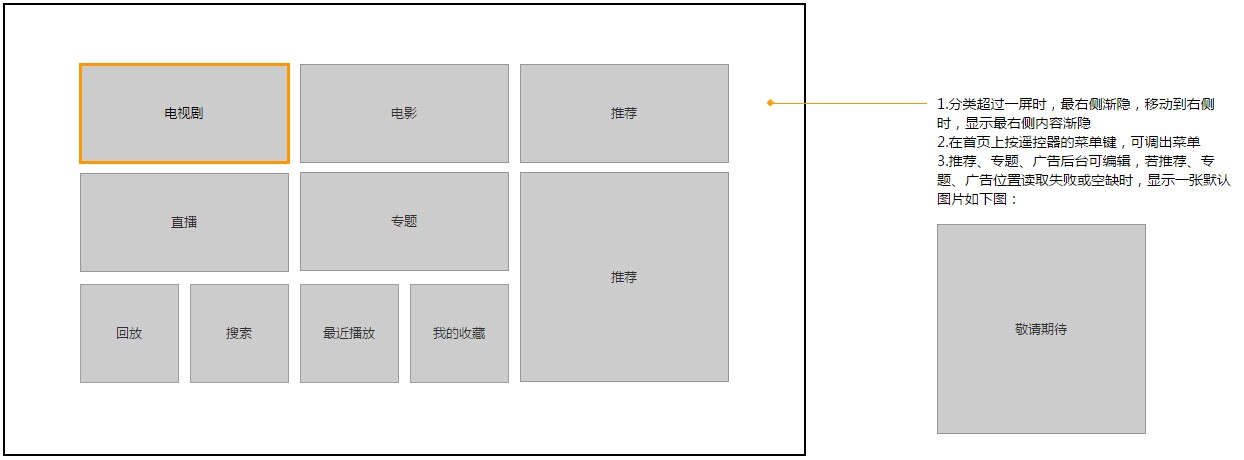 电视剧
电影
推荐
直播
专题
推荐
回放
搜索
最近播放
我的收藏
1.分类超过一屏时，最右侧渐隐，移动到右侧
时，显示最右侧内容渐隐
2.在首页上按遥控器的菜单键，可调出菜单
3.推荐、专题、广告后台可编辑，若推荐、专
题、广告位置读取失败或空缺时，显示一张默认
图片如下图：
敬请期待